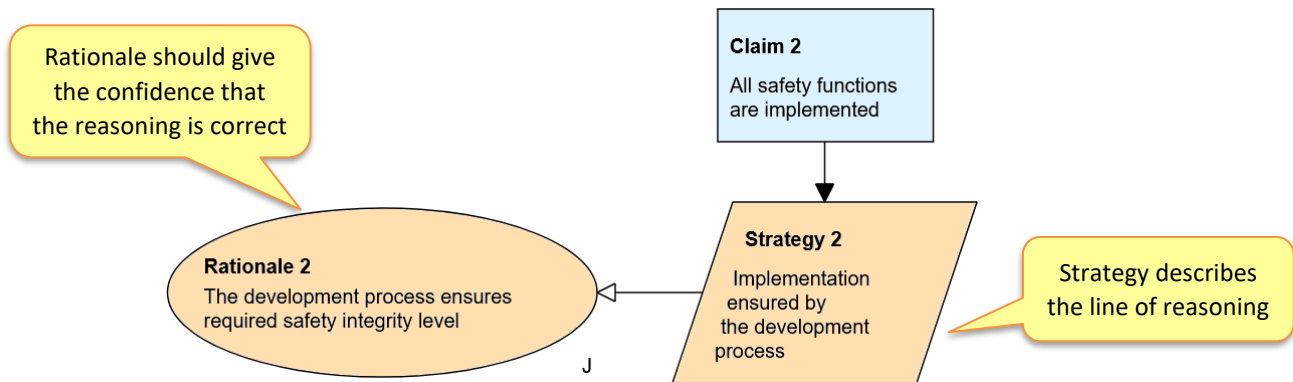 Rationale should give
the confidence that
the reasoning is correct
Claim 2
All safety functions
are implemented
Rationale 2
The development process ensures
required safety integrity level
J
Strategy 2
Implementation
ensured by
the development
process
Strategy describes
the line of reasoning